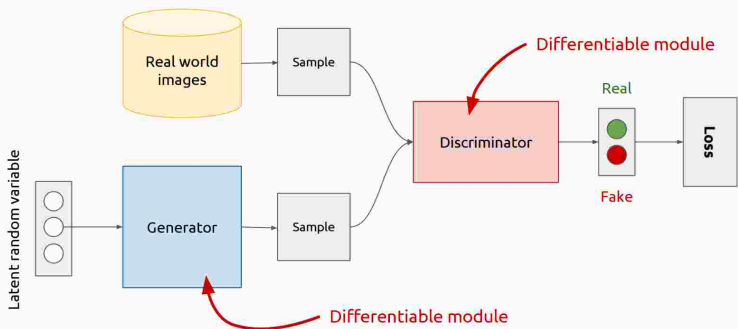 Differentiable module
Real world
images
Sample
Real
Discriminator
Loss
Fake
Latent random variable
Generator
Sample
Differentiable module